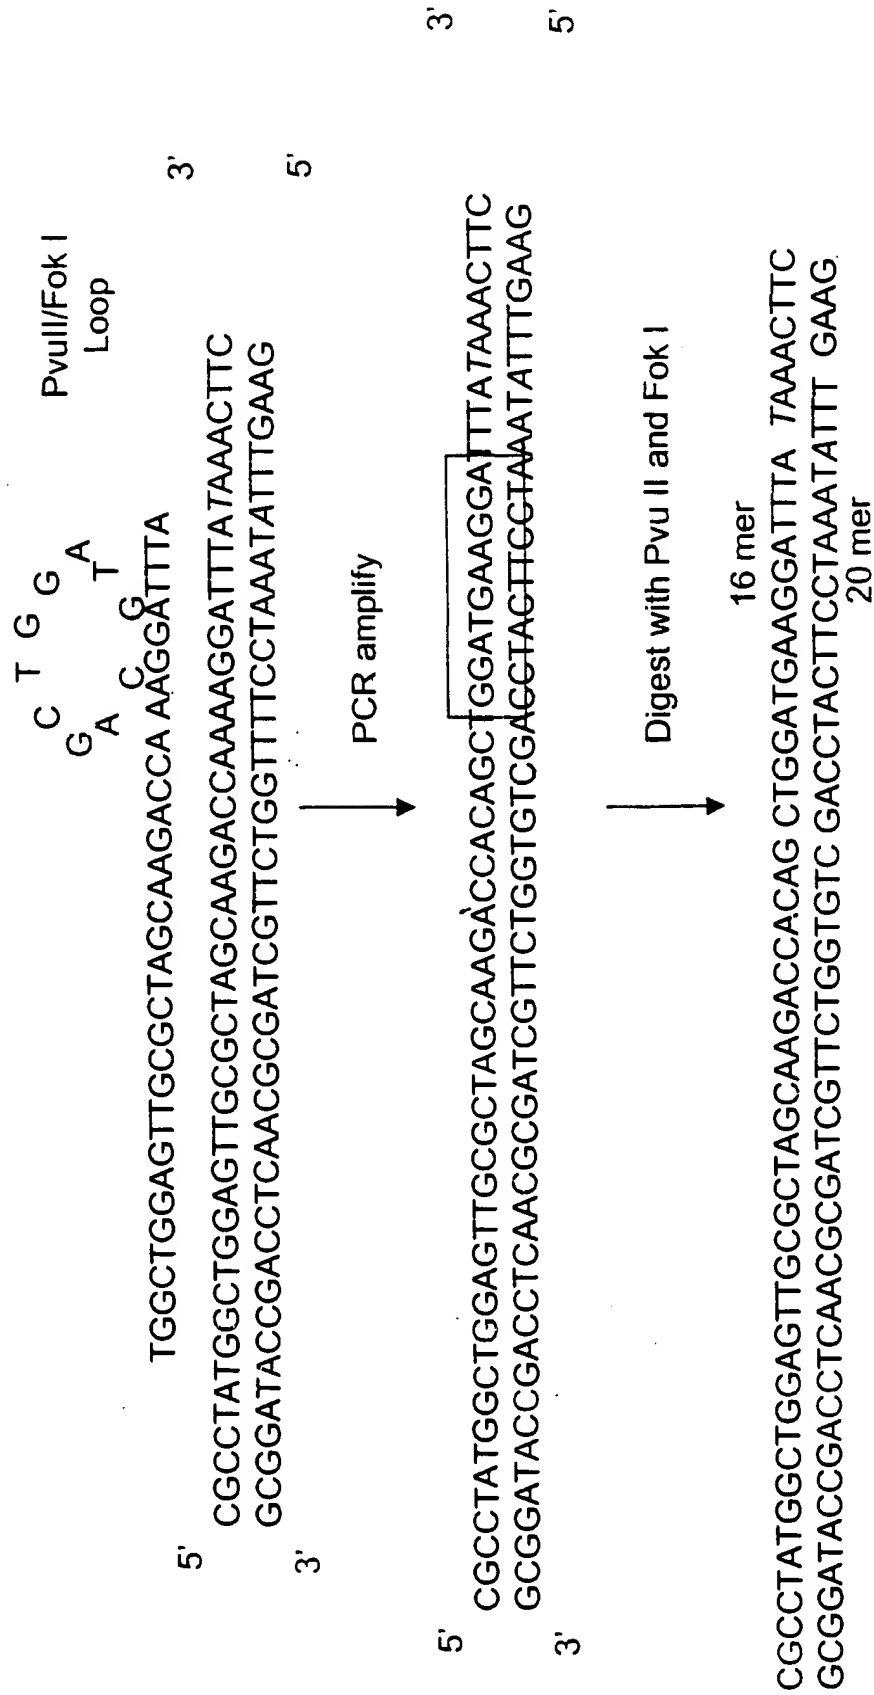 PvuII/Fok I
Loop
C T G G A T G
G A C
TGGCTGGAGTTGCGCTAGCAAGACCA AAGGATTTA
5' 3'
CGCCTATGGCTGGAGTTGCGCTAGCAAGACCAAAAGGATTTATAAACTTC
GCGGATACCGACCTCAACGCGATCGTTCTGGTTTTCCTAAATATTTGAAG
3' 5'
PCR amplify
5' 3'
CGCCTATGGCTGGAGTTGCGCTAGCAAGACCACAGCTGGATGAAGGATTTATAAACTTC
GCGGATACCGACCTCAACGCGATCGTTCTGGTGTCGACCTACTTCCTAAATATTTGAAG
3' 5'
Digest with Pvu II and Fok I
16 mer
CGCCTATGGCTGGAGTTGCGCTAGCAAGACCACAG CTGGATGAAGGATTTA TAAACTTC
GCGGATACCGACCTCAACGCGATCGTTCTGGTGTC GACCTACTTCCTAAATATTT GAAG
20 mer